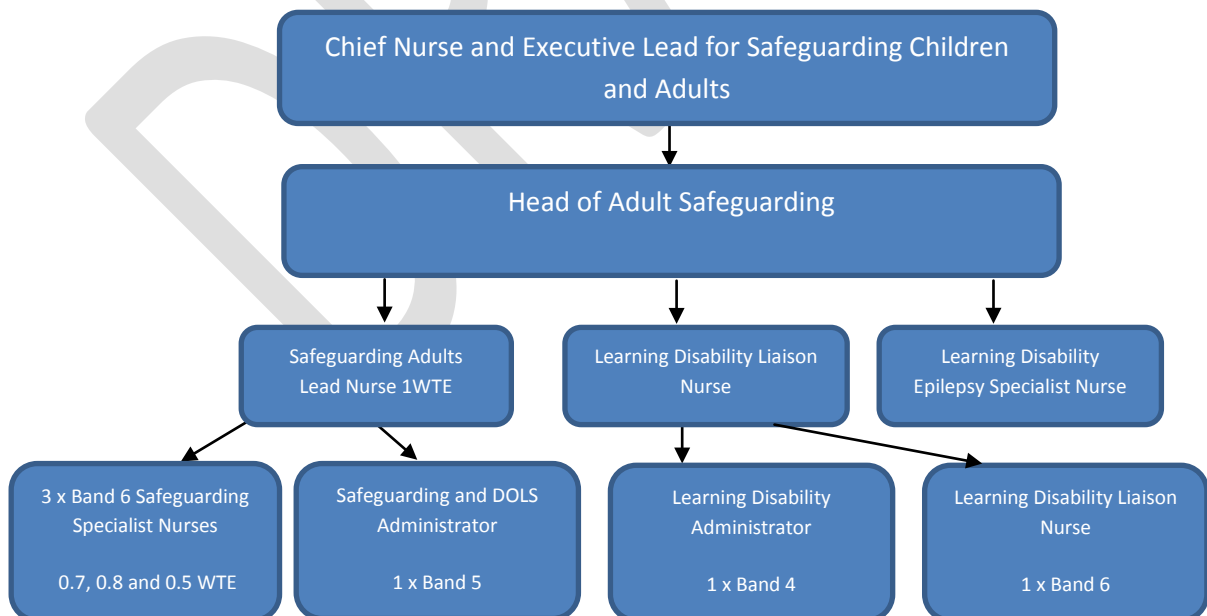 Chief Nurse and Executive Lead for Safeguarding Children
and Adults
Head of Adult Safeguarding
Safeguarding Adults
Lead Nurse 1WTE
Learning Disability Liaison
Nurse
Learning Disability
Epilepsy Specialist Nurse
3 x Band 6 Safeguarding
Specialist Nurses
0.7, 0.8 and 0.5 WTE
Safeguarding and DOLS
Administrator
1 x Band 5
Learning Disability
Administrator
1 x Band 4
Learning Disability Liaison
Nurse
1 x Band 6